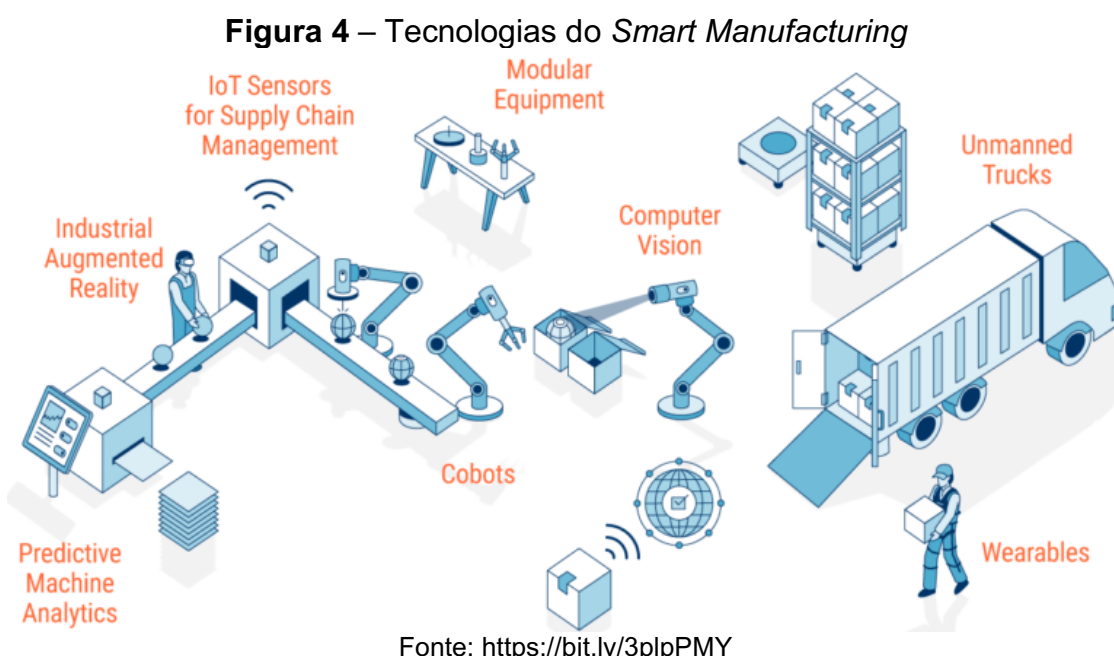 Figura 4 – Tecnologias do Smart Manufacturing
IoT Sensors
for Supply Chain
Management
Modular
Equipment
Unmanned
Trucks
Industrial
Augmented
Reality
Computer
Vision
Cobots
Predictive
Machine
Analytics
Wearables
Fonte: https://bit.ly/3plpPMY